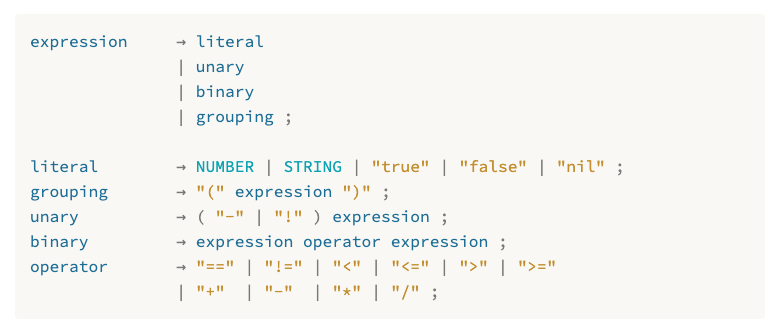 expression     → literal
               | unary
               | binary
               | grouping ;
literal        → NUMBER | STRING | "true" | "false" | "nil" ;
grouping       → "(" expression ")" ;
unary          → ( "-" | "!" ) expression ;
binary         → expression operator expression ;
operator       → "==" | "!=" | "<" | "<=" | ">" | ">="
               | "+"  | "-"  | "*" | "/" ;